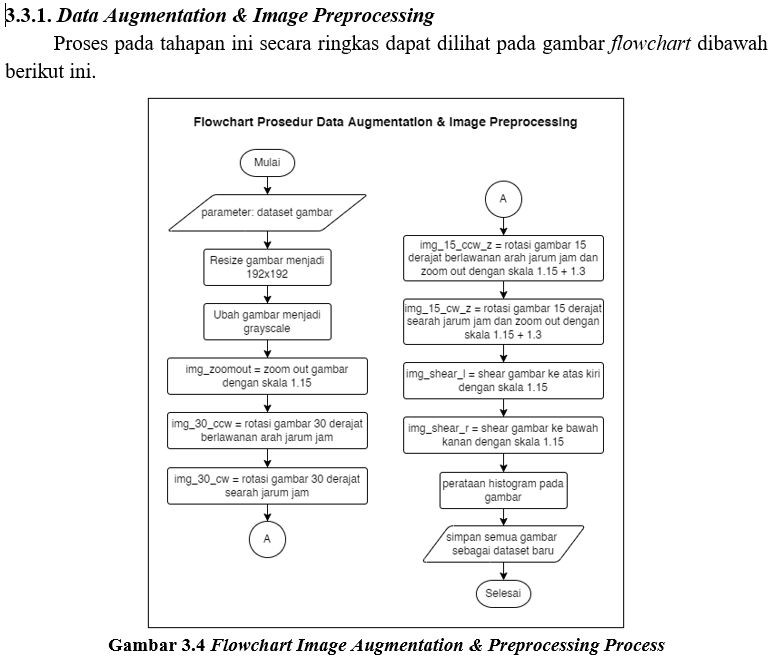 3.3.1. Data Augmentation & Image Preprocessing
Proses pada tahapan ini secara ringkas dapat dilihat pada gambar flowchart dibawah
berikut ini.
Flowchart Prosedur Data Augmentation & Image Preprocessing
Mulai
parameter: dataset gambar
Resize gambar menjadi
192x192
Ubah gambar menjadi
grayscale
img_zoomout = zoom out gambar
dengan skala 1.15
img_30_ccw = rotasi gambar 30 derajat
berlawanan arah jarum jam
img_30_cw = rotasi gambar 30 derajat
searah jarum jam
A
A
img_15_ccw_z = rotasi gambar 15
derajat berlawanan arah jarum jam dan
zoom out dengan skala 1.15 + 1.3
img_15_cw_z = rotasi gambar 15 derajat
searah jarum jam dan zoom out dengan
skala 1.15 + 1.3
img_shear_l = shear gambar ke atas kiri
dengan skala 1.15
img_shear_r = shear gambar ke bawah
kanan dengan skala 1.15
perataan histogram pada
gambar
simpan semua gambar
sebagai dataset baru
Selesai
Gambar 3.4 Flowchart Image Augmentation & Preprocessing Process